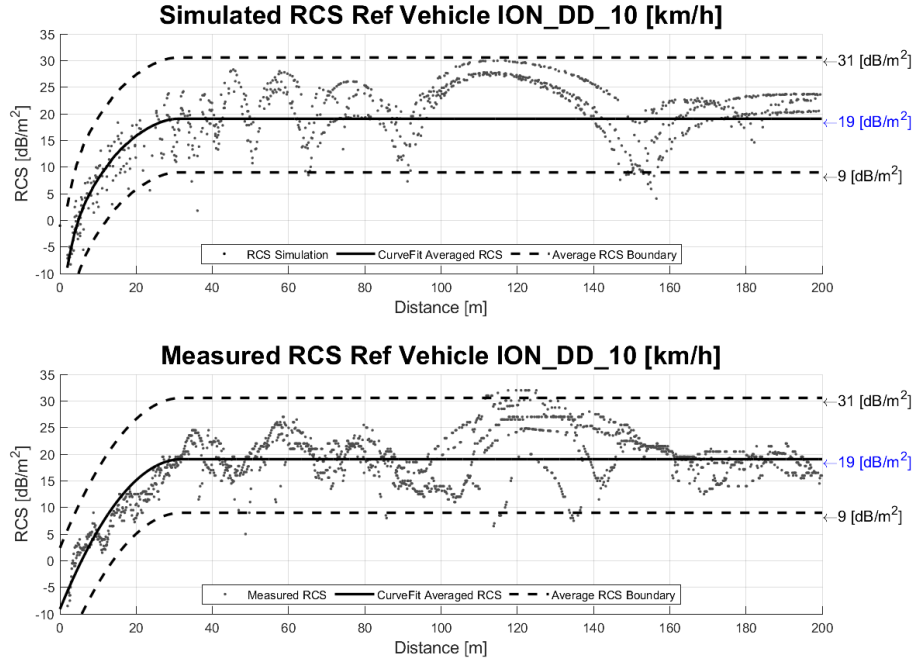 Simulated RCS Ref Vehicle ION_DD_10 [km/h]
35
30
25
20
15
10
5
0
-5
-10
RCS [dB/m²]
←31 [dB/m²]
←19 [dB/m²]
←9 [dB/m²]
RCS Simulation CurveFit Averaged RCS Average RCS Boundary
0 20 40 60 80 100 120 140 160 180 200
Distance [m]
Measured RCS Ref Vehicle ION_DD_10 [km/h]
35
30
25
20
15
10
5
0
-5
-10
RCS [dB/m²]
←31 [dB/m²]
←19 [dB/m²]
←9 [dB/m²]
Measured RCS CurveFit Averaged RCS Average RCS Boundary
0 20 40 60 80 100 120 140 160 180 200
Distance [m]